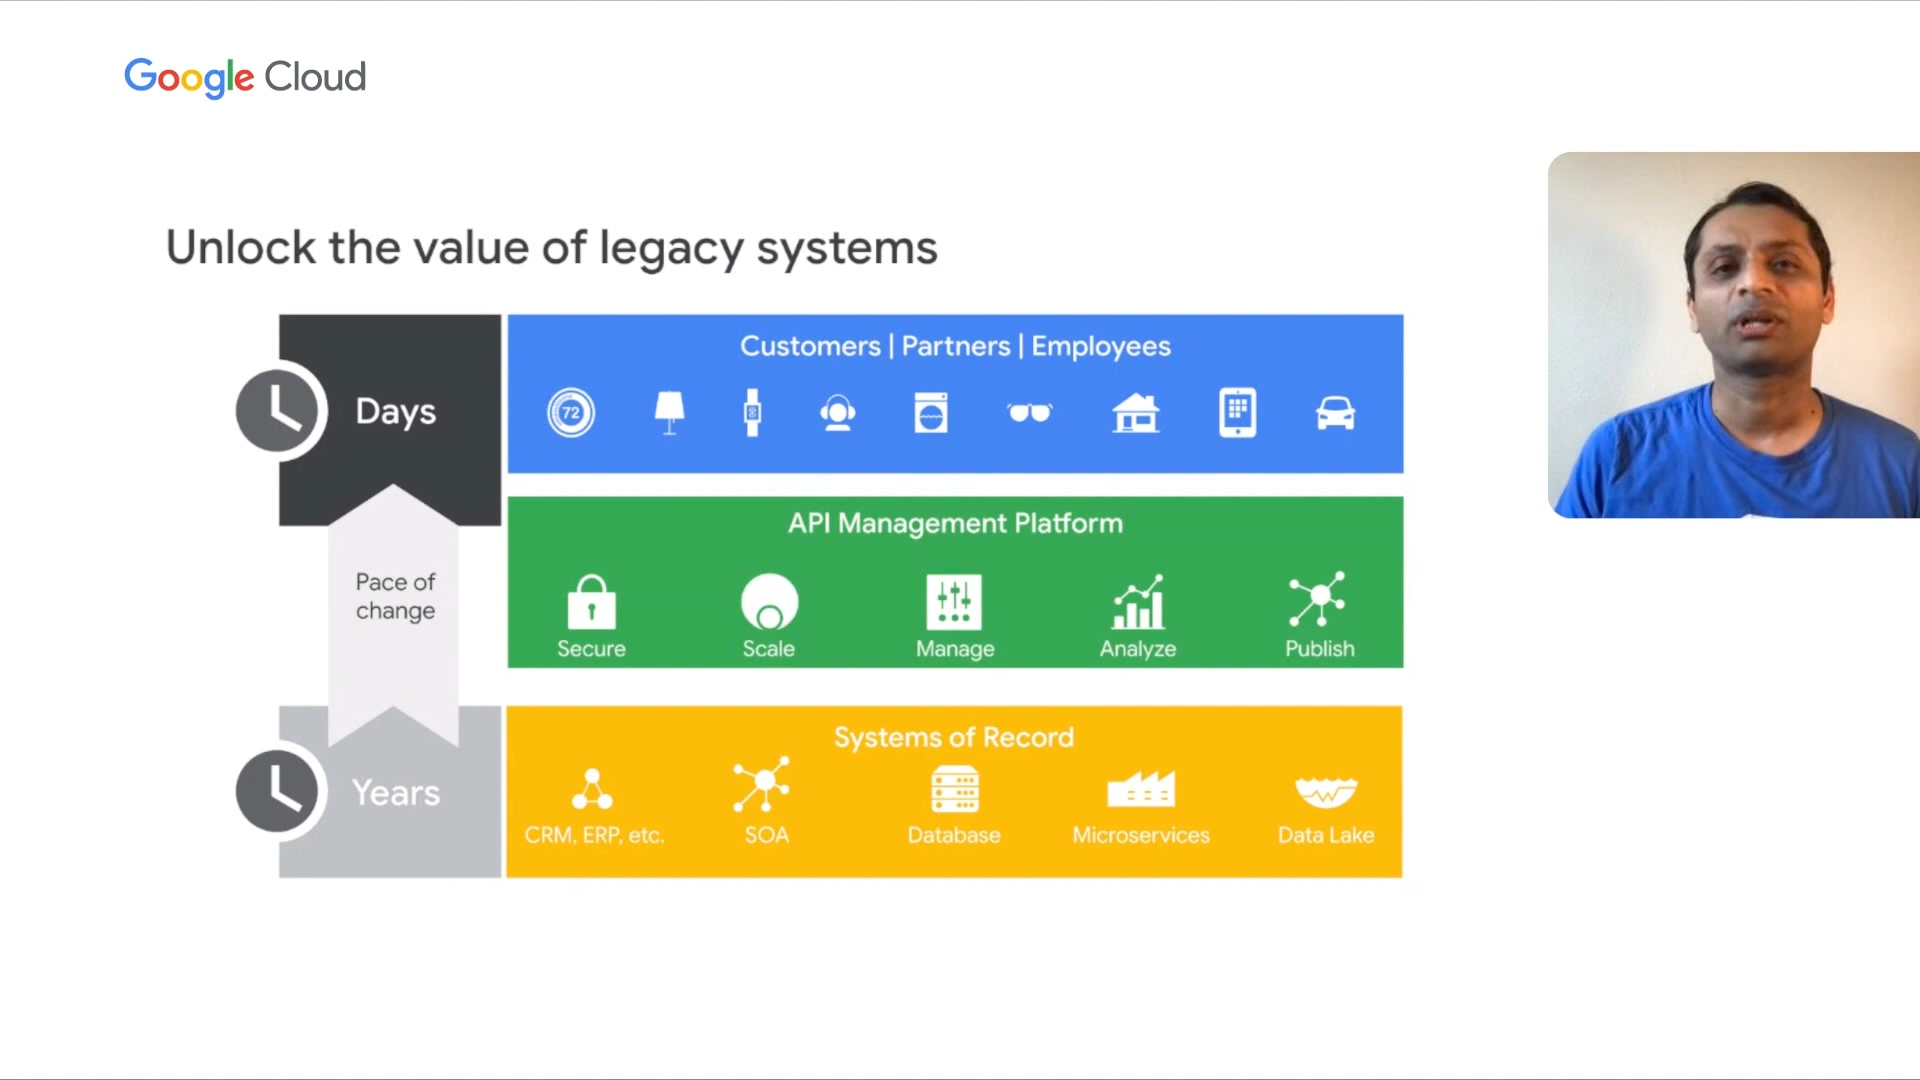 Google Cloud
Unlock the value of legacy systems
Days
Customers | Partners | Employees
72
Pace of
change
API Management Platform
Secure
Scale
Manage
Analyze
Publish
Years
Systems of Record
CRM, ERP, etc.
SOA
Database
Microservices
Data Lake